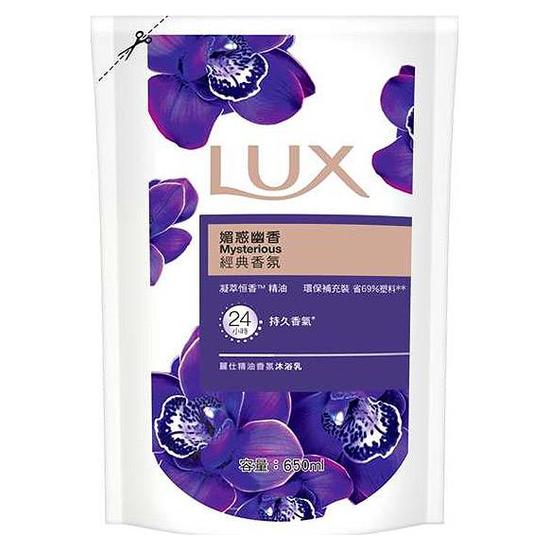 LUX
媚惑幽香
Mysterious
經典香氛
凝萃恒香™ 精油 環保補充裝 省69%塑料**
24
小時
持久香氣*
麗仕精油香氛沐浴乳
容量：650ml